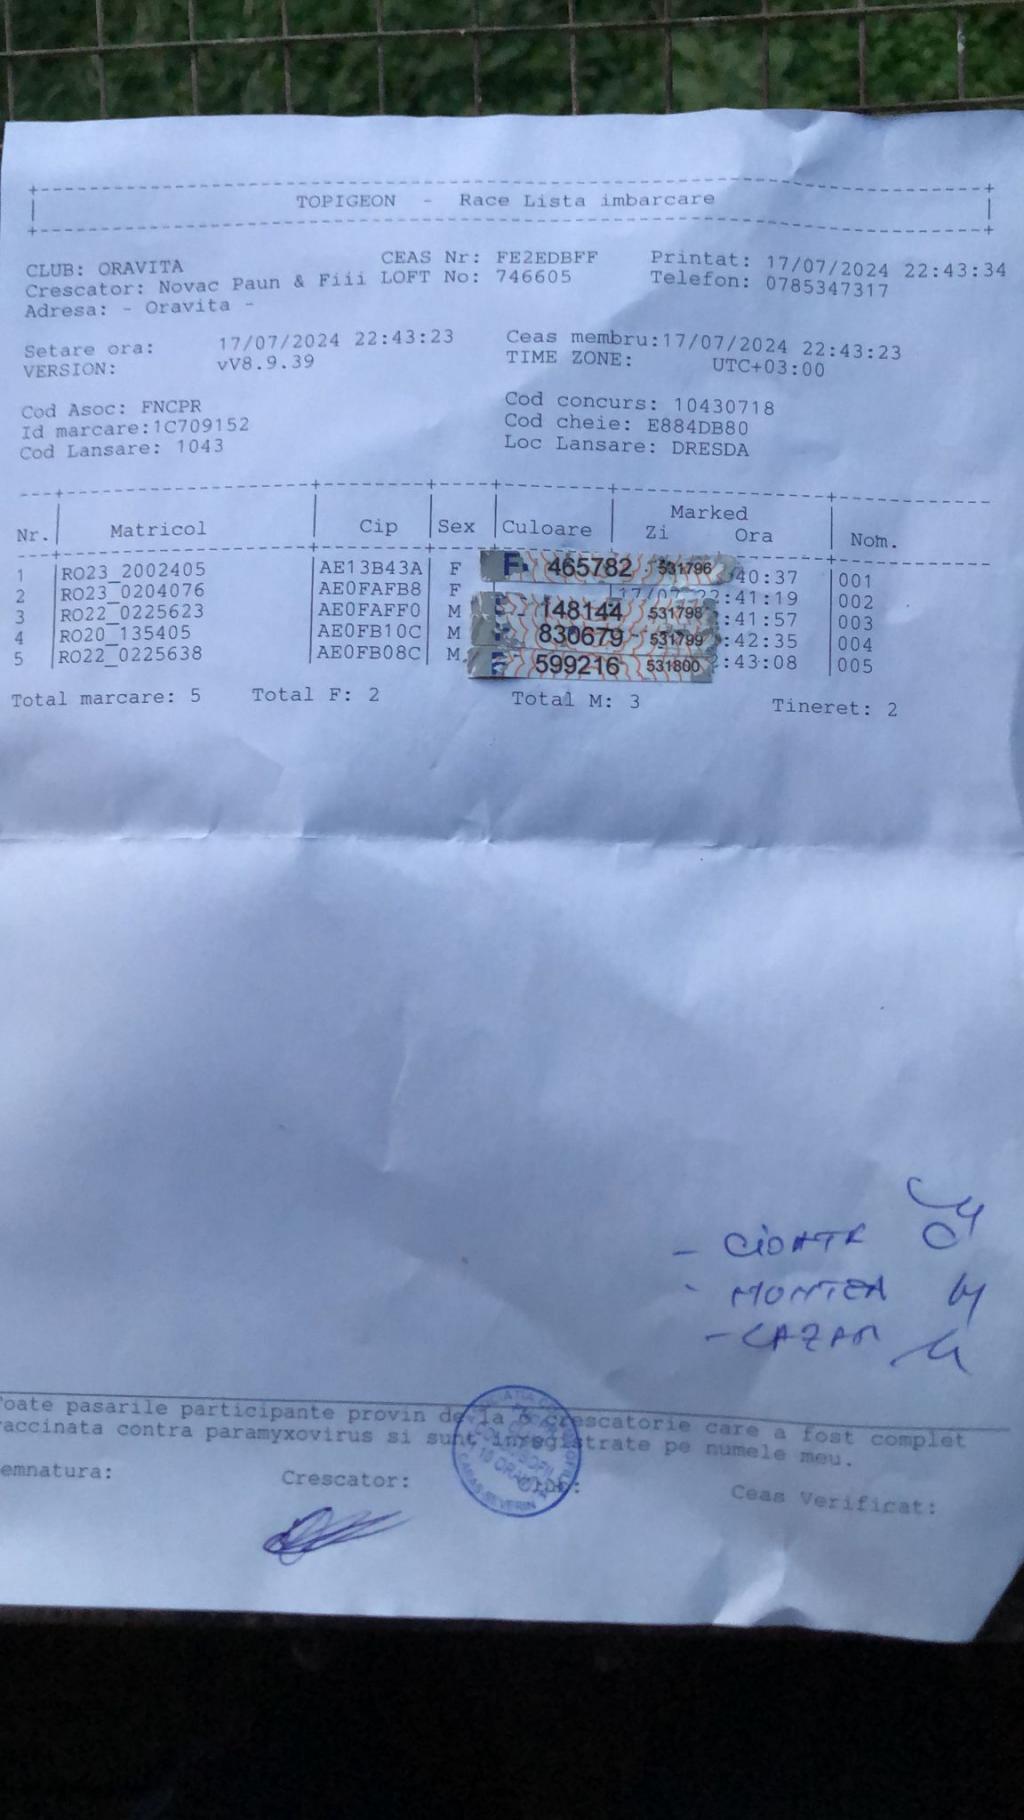 TOPIGEON - Race Lista imbarcare
CLUB: ORAVITA CEAS Nr: FE2EDBFF Printat: 17/07/2024 22:43:34
Crescator: Novac Paun & Fiii LOFT No: 746605 Telefon: 0785347317
Adresa: - Oravita -
Setare ora: 17/07/2024 22:43:23 Ceas membru:17/07/2024 22:43:23
VERSION: vV8.9.39 TIME ZONE: UTC+03:00
Cod Asoc: FNCPR Cod concurs: 10430718
Id marcare:1C709152 Cod cheie: E884DB80
Cod Lansare: 1043 Loc Lansare: DRESDA
Marked
Nr. Matricol Cip Sex Culoare Zi Ora Nom.
1 RO23_2002405 AE13B43A F F 465782 531796 40:37 001
2 RO23_0204076 AE0FAFB8 F :41:19 002
3 RO22_0225623 AE0FAFF0 M 148144 531798 :41:57 003
4 RO20_135405 AE0FB10C M 830679 531799 :42:35 004
5 RO22_0225638 AE0FB08C M 599216 531800 :43:08 005
Total marcare: 5 Total F: 2 Total M: 3 Tineret: 2
- CIOATR
- MONTEA
- CAZAN
oate pasarile participante provin de la o crescatorie care a fost complet
accinata contra paramyxovirus si sunt inregistrate pe numele meu.
emnatura: Crescator: Ceas Verificat:
CARAS-SEVERIN